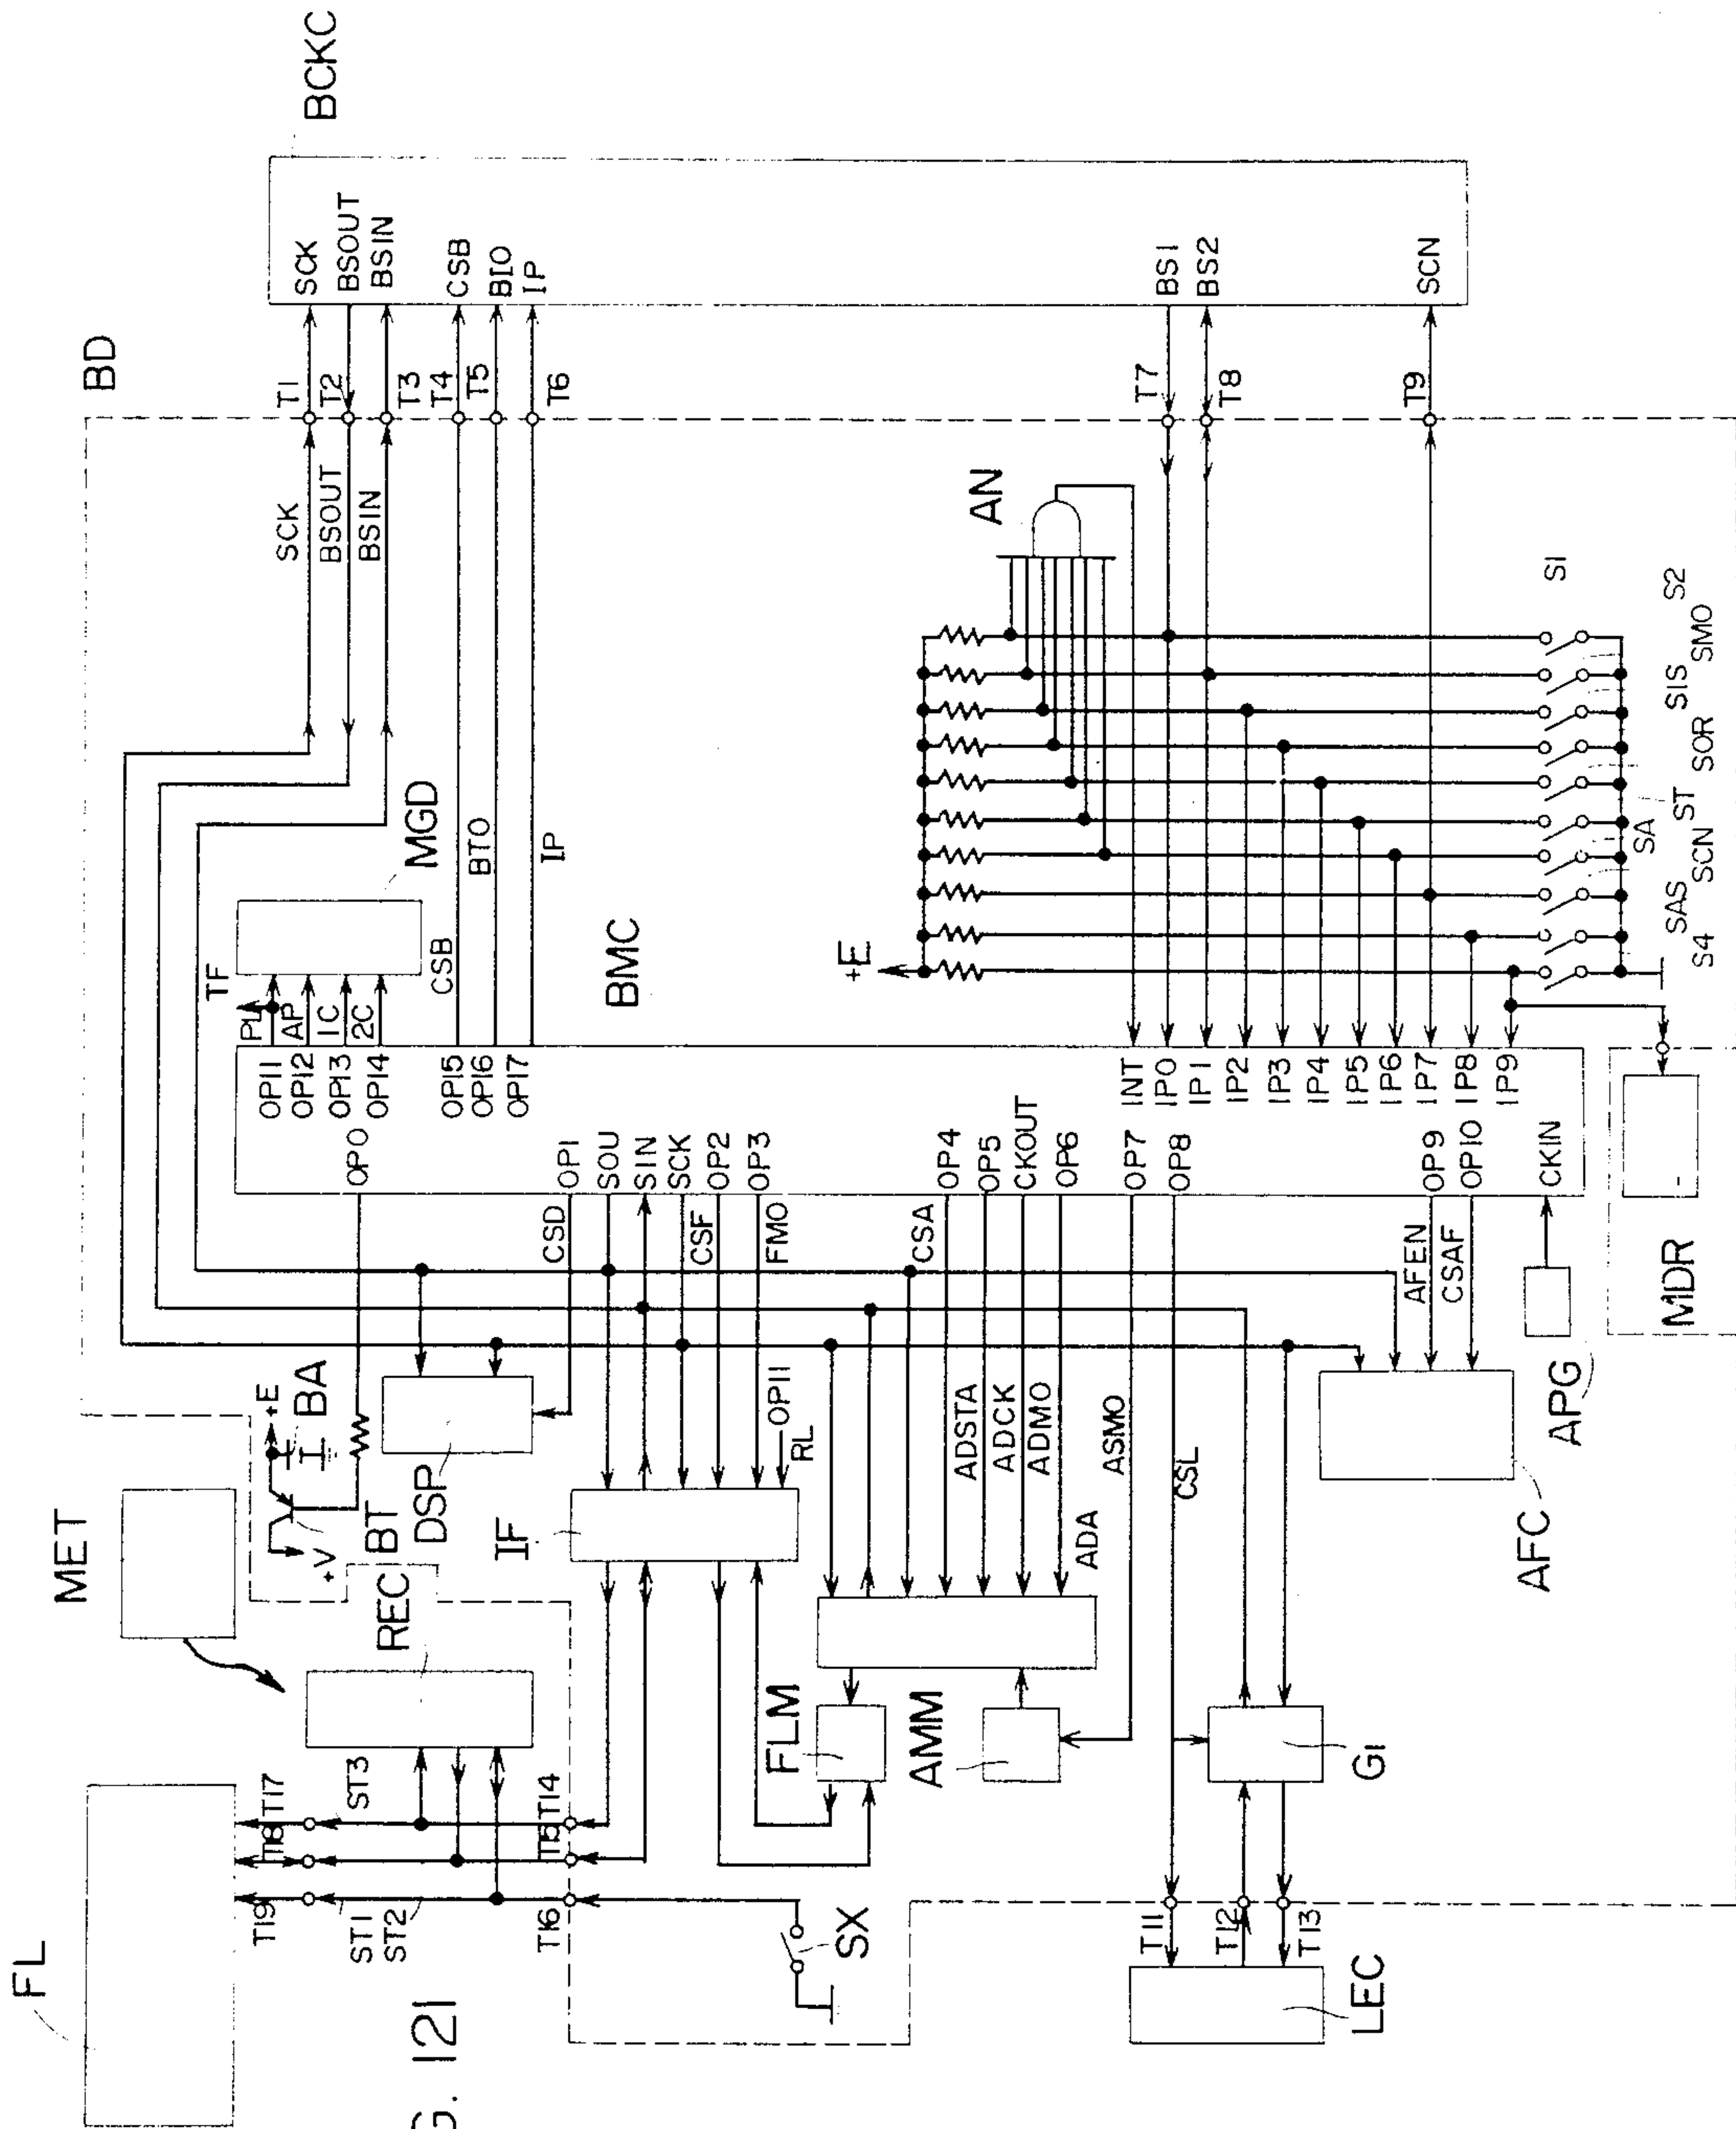 FL
MET
BD
BCKC
T19
T18
T17
ST1
ST2
ST3
T16
T15
T14
REC
+V
+E
BT
BA
DSP
IF
SX
FIG. 121
TF
PL
AP
1C
2C
MGD
OP11
OP12
OP13
OP14
OP0
CSB
BTO
IP
OP15
OP16
OP17
BMC
SCK
BSOUT
BSIN
T1
T2
T3
T4
T5
T6
SCK
BSOUT
BSIN
CSB
BIO
IP
CSD
OP1
SOU
SIN
SCK
CSF
OP2
FMO
OP3
RL
OP11
FLM
AMM
CSA
OP4
ADSTA
OP5
ADCK
CKOUT
ADMO
OP6
ADA
ASMO
OP7
CSL
OP8
+E
AN
INT
IP0
IP1
IP2
IP3
IP4
IP5
IP6
IP7
IP8
IP9
T7
T8
T9
BS1
BS2
SCN
AFEN
OP9
CSAF
OP10
CKIN
S1
S2
SMO
SIS
SOR
ST
SA
SCN
SAS
S4
T11
T12
T13
LEC
G1
AFC
APG
MDR